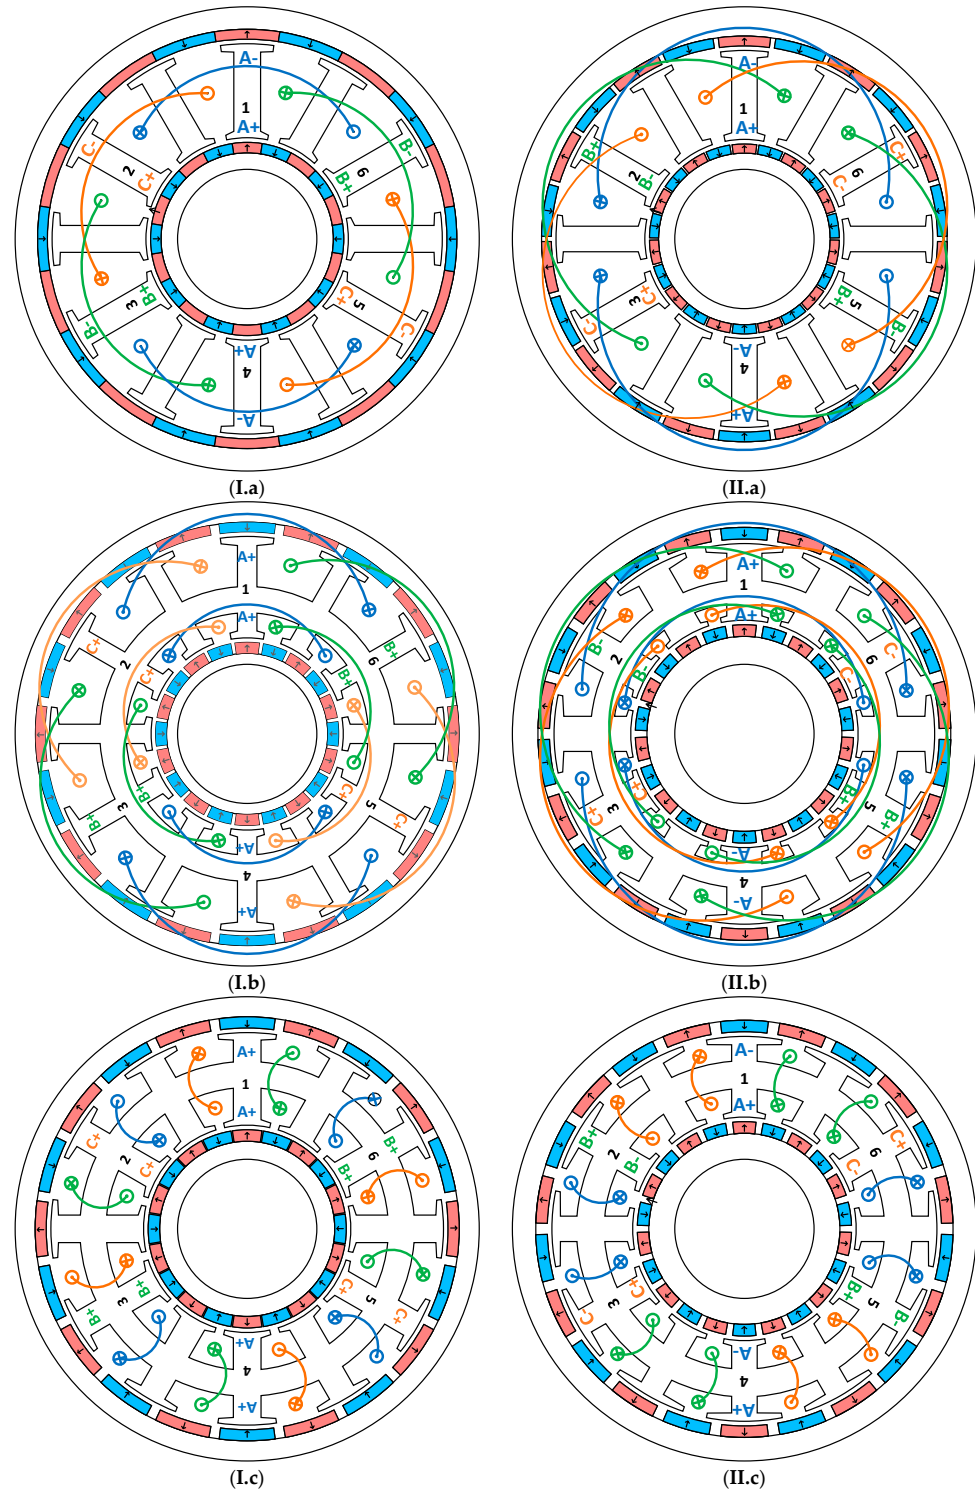 A-
1
A+
B-
6
B+
C-
2
C+
B+
3
B-
C+
5
C-
A+
4
A-
(I.a)
A-
1
A+
C+
6
C-
B+
2
B-
C+
3
C-
B+
5
B-
A-
4
A+
(II.a)
A+
1
A+
B+
6
B+
C+
2
C+
B+
3
B+
C+
5
C+
A+
4
A+
(I.b)
A+
1
A+
C-
6
C-
B-
2
B-
C+
3
C+
B+
5
B+
A-
4
A-
(II.b)
A+
1
A+
B+
6
B+
C+
2
C+
B+
3
B+
C+
5
C+
A+
4
A+
(I.c)
A-
1
A+
C+
6
C-
B+
2
B-
C+
3
C-
B+
5
B-
A-
4
A+
(II.c)